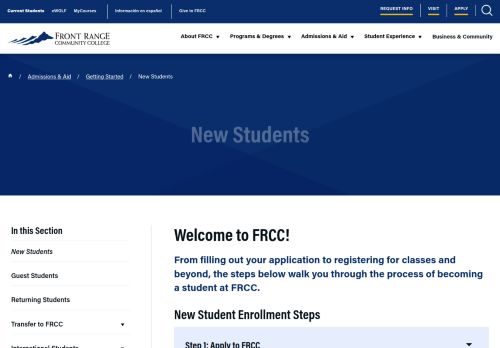 Current Students eWOLF MyCourses Información en español Give to FRCC REQUEST INFO VISIT APPLY
FRONT RANGE
COMMUNITY COLLEGE
About FRCC Programs & Degrees Admissions & Aid Student Experience Business & Community
/ Admissions & Aid / Getting Started / New Students
New Students
In this Section
New Students
Guest Students
Returning Students
Transfer to FRCC
International Students
Welcome to FRCC!
From filling out your application to registering for classes and
beyond, the steps below walk you through the process of becoming
a student at FRCC.
New Student Enrollment Steps
Step 1: Apply to FRCC